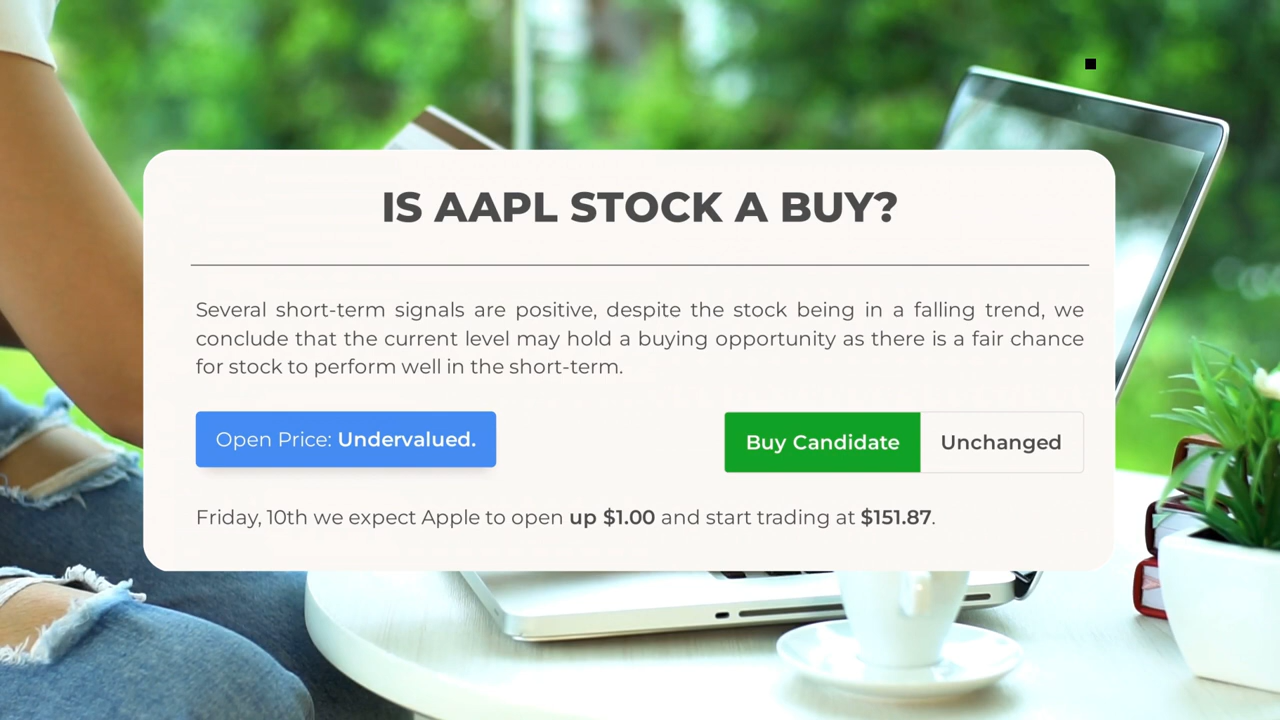 IS AAPL STOCK A BUY?
Several short-term signals are positive, despite the stock being in a falling trend, we
conclude that the current level may hold a buying opportunity as there is a fair chance
for stock to perform well in the short-term.
Open Price: Undervalued.
Buy Candidate Unchanged
Friday, 10th we expect Apple to open up $1.00 and start trading at $151.87.